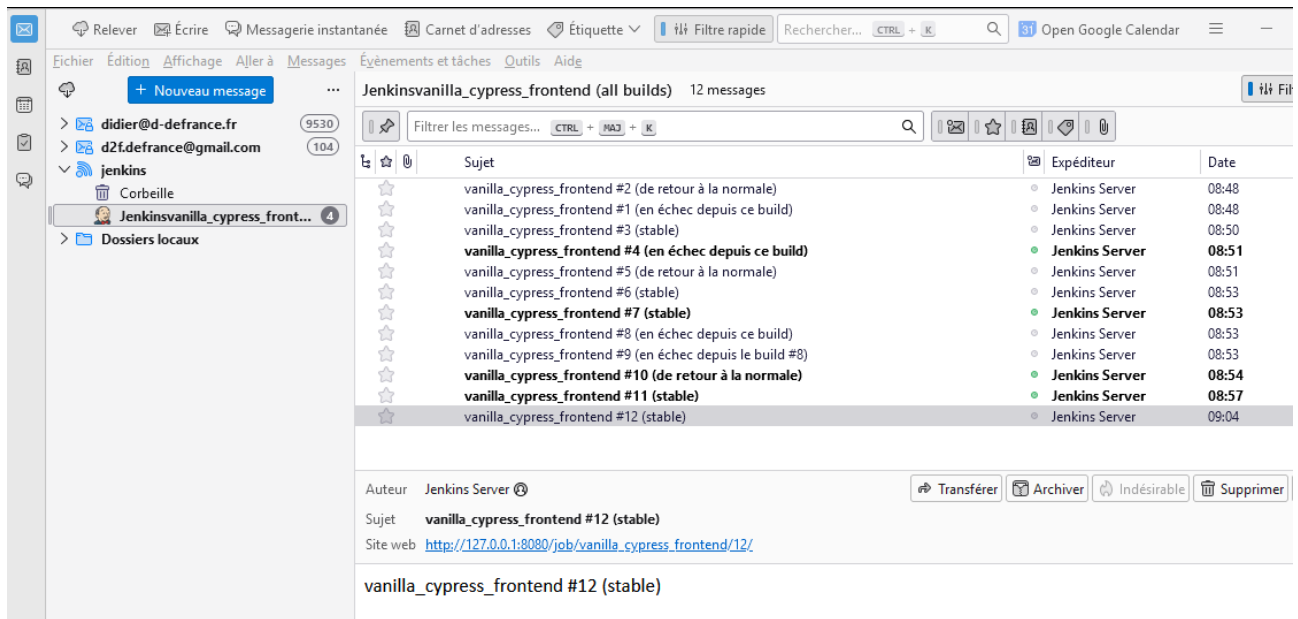 Relever Écrire Messagerie instantanée Carnet d'adresses Étiquette Filtre rapide Rechercher... CTRL + K 31 Open Google Calendar
Fichier Édition Affichage Aller à Messages Évènements et tâches Outils Aide
+ Nouveau message ...
didier@d-defrance.fr (9530)
d2f.defrance@gmail.com (104)
jenkins
Corbeille
Jenkinsvanilla_cypress_front... 4
Dossiers locaux
Jenkinsvanilla_cypress_frontend (all builds) 12 messages Fil
Filtrer les messages... CTRL + MAJ + K
Sujet Expéditeur Date
vanilla_cypress_frontend #2 (de retour à la normale) Jenkins Server 08:48
vanilla_cypress_frontend #1 (en échec depuis ce build) Jenkins Server 08:48
vanilla_cypress_frontend #3 (stable) Jenkins Server 08:50
vanilla_cypress_frontend #4 (en échec depuis ce build) Jenkins Server 08:51
vanilla_cypress_frontend #5 (de retour à la normale) Jenkins Server 08:51
vanilla_cypress_frontend #6 (stable) Jenkins Server 08:53
vanilla_cypress_frontend #7 (stable) Jenkins Server 08:53
vanilla_cypress_frontend #8 (en échec depuis ce build) Jenkins Server 08:53
vanilla_cypress_frontend #9 (en échec depuis le build #8) Jenkins Server 08:53
vanilla_cypress_frontend #10 (de retour à la normale) Jenkins Server 08:54
vanilla_cypress_frontend #11 (stable) Jenkins Server 08:57
vanilla_cypress_frontend #12 (stable) Jenkins Server 09:04
Auteur Jenkins Server Transférer Archiver Indésirable Supprimer
Sujet vanilla_cypress_frontend #12 (stable)
Site web http://127.0.0.1:8080/job/vanilla_cypress_frontend/12/
vanilla_cypress_frontend #12 (stable)